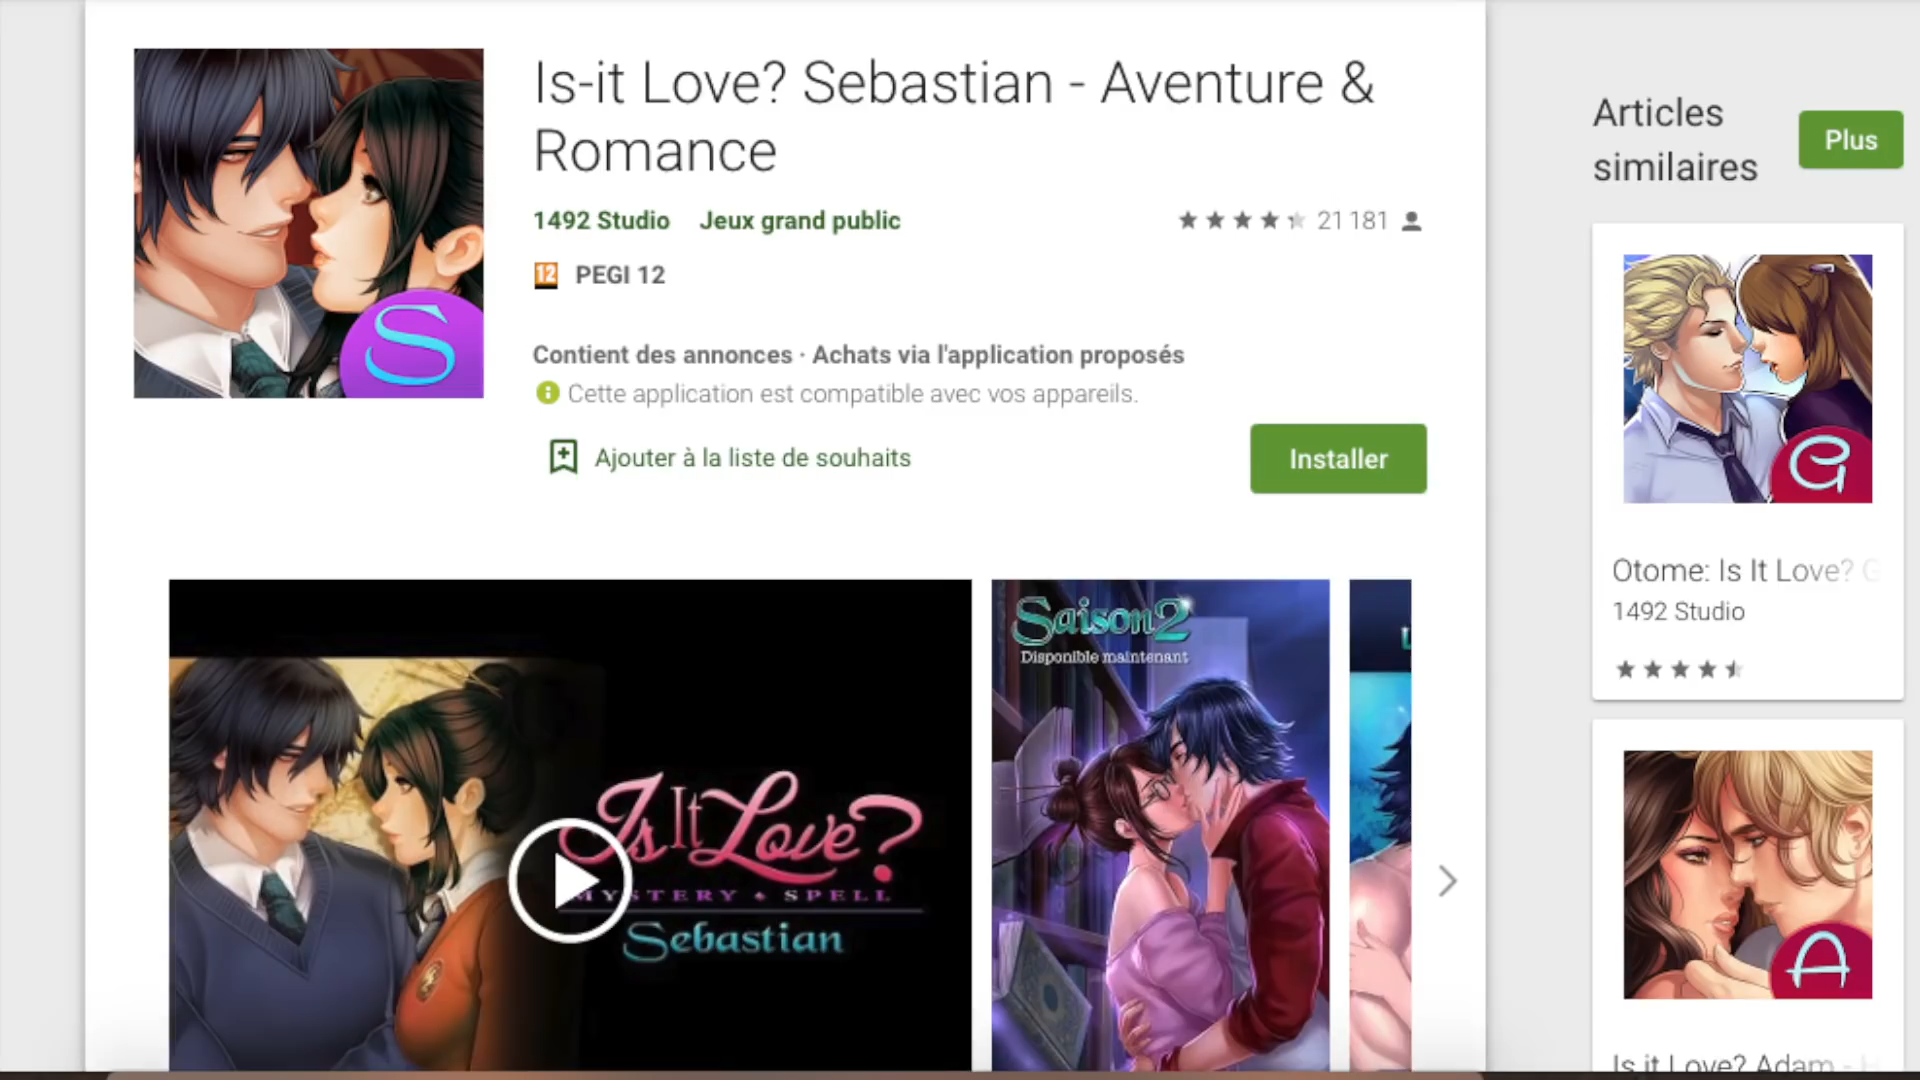 Is-it Love? Sebastian - Aventure &
Romance
1492 Studio Jeux grand public
21 181
12 PEGI 12
Contient des annonces · Achats via l'application proposés
Cette application est compatible avec vos appareils.
Ajouter à la liste de souhaits
Installer
S
Is It Love?
MYSTERY SPELL
Sebastian
Saison2
Disponible maintenant
Articles
similaires
Plus
G
Otome: Is It Love? G
1492 Studio
A
Is it Love? Adam -